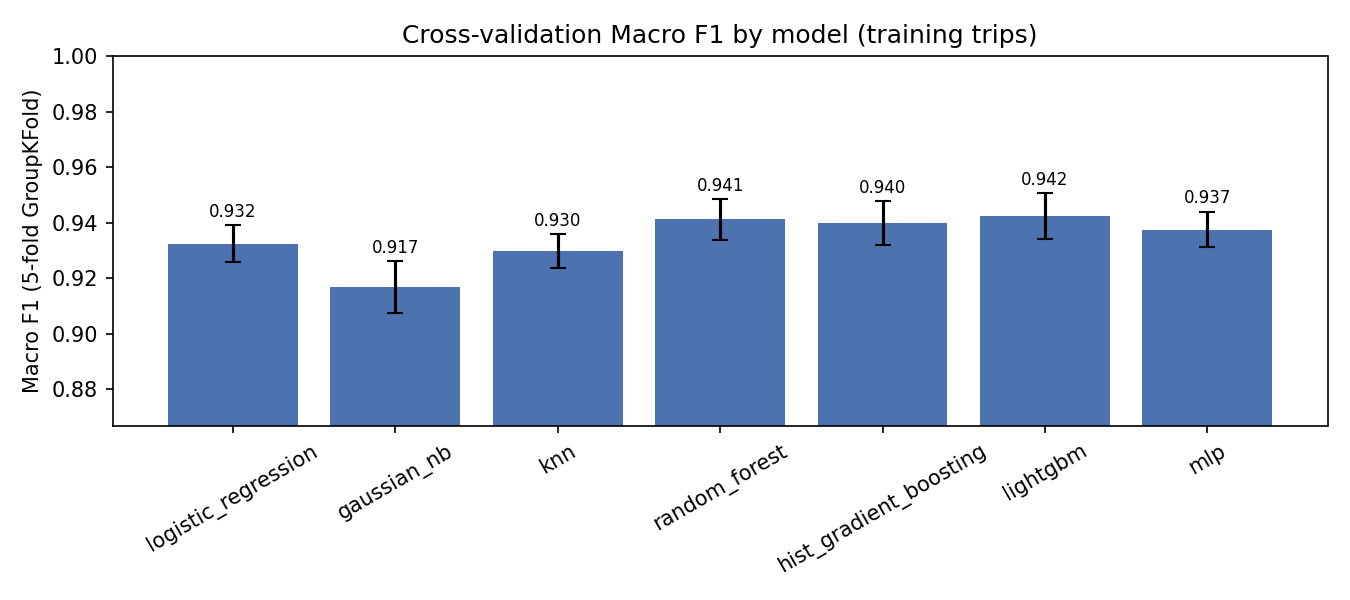 Cross-validation Macro F1 by model (training trips)
Macro F1 (5-fold GroupKFold)
1.00
0.98
0.96
0.94
0.92
0.90
0.88
0.932
0.917
0.930
0.941
0.940
0.942
0.937
logistic_regression
gaussian_nb
knn
random_forest
hist_gradient_boosting
lightgbm
mlp